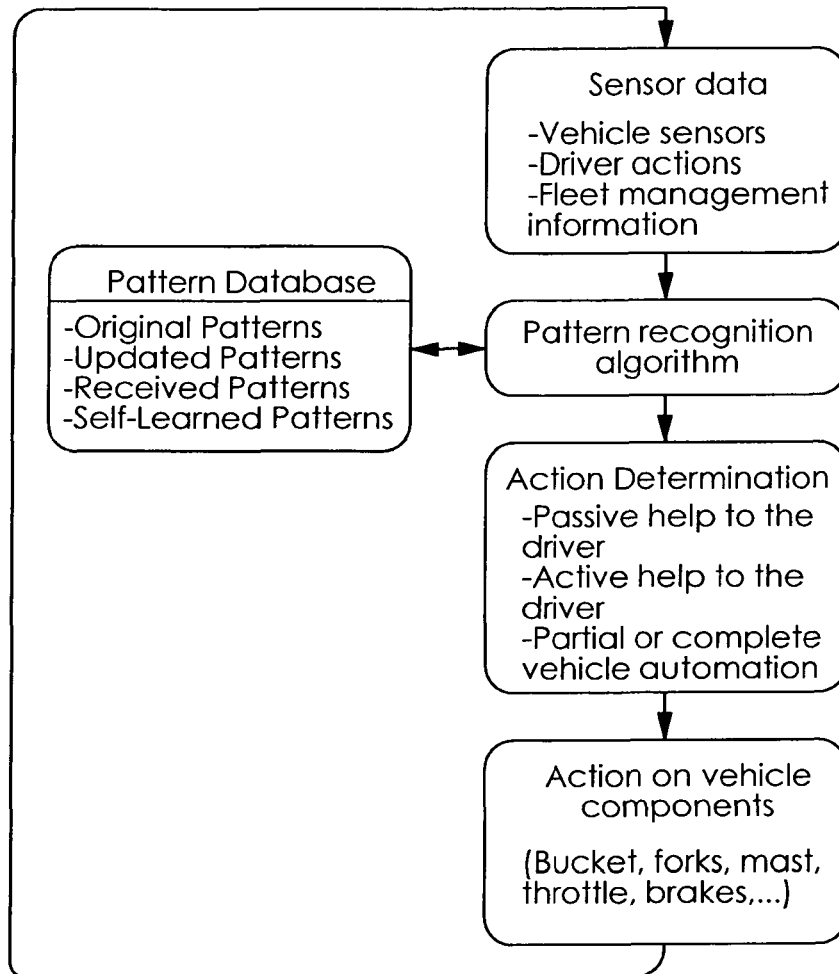 Sensor data
-Vehicle sensors
-Driver actions
-Fleet management
information
Pattern Database
-Original Patterns
-Updated Patterns
-Received Patterns
-Self-Learned Patterns
Pattern recognition
algorithm
Action Determination
-Passive help to the
driver
-Active help to the
driver
-Partial or complete
vehicle automation
Action on vehicle
components
(Bucket, forks, mast,
throttle, brakes,...)